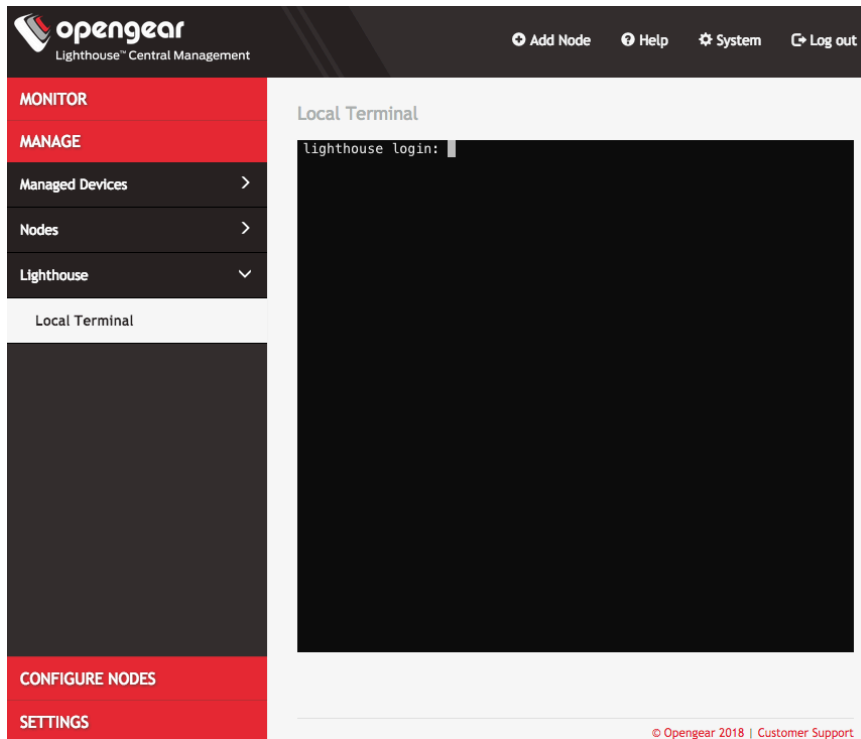 opengear
Lighthouse™ Central Management
Add Node Help System Log out
MONITOR
MANAGE
Managed Devices
Nodes
Lighthouse
Local Terminal
CONFIGURE NODES
SETTINGS
Local Terminal
lighthouse login:
© Opengear 2018 | Customer Support